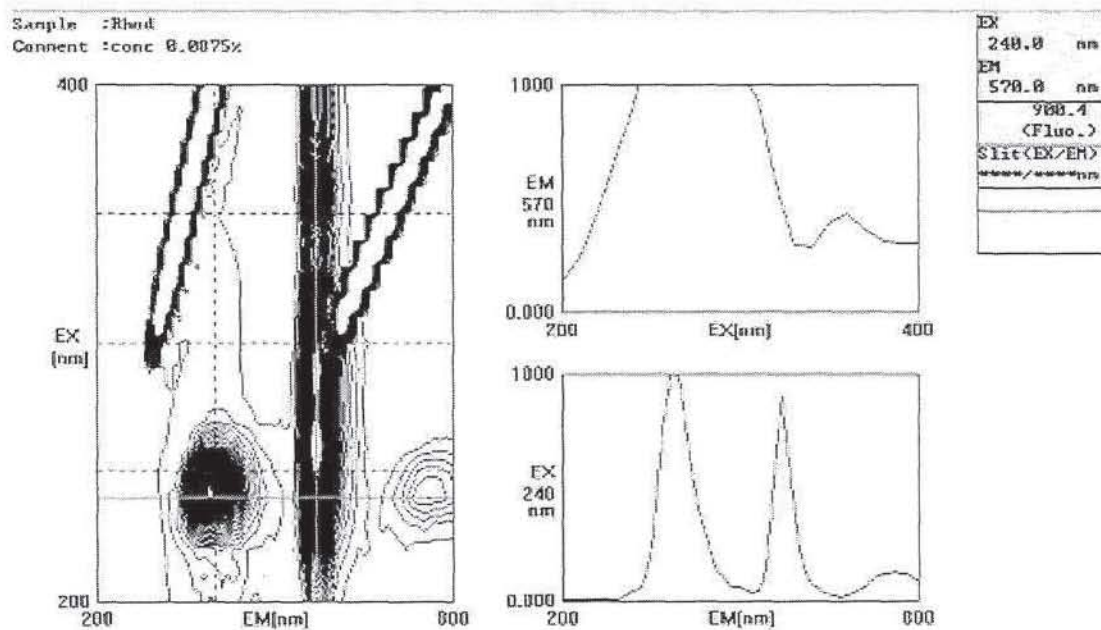 Sample :Rhod
Comment :conc 0.0075%
400
EX
[nm]
200
200
EM[nm]
800
1000
EM
570
nm
0.000
200
EX[nm]
400
1000
EX
240
nm
0.000
200
EM[nm]
800
EX
240.0 nm
EM
570.0 nm
900.4
(Fluo.)
Slit(EX/EM)
****/****nm